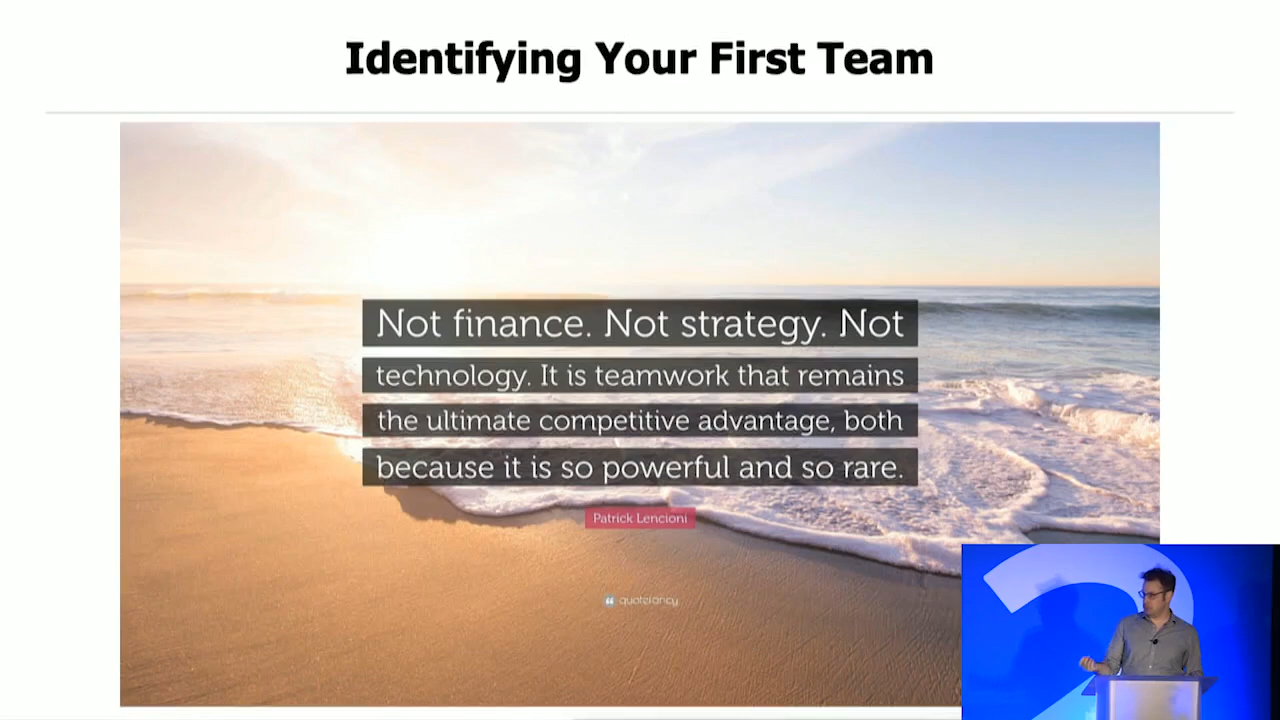 Identifying Your First Team
Not finance. Not strategy. Not
technology. It is teamwork that remains
the ultimate competitive advantage, both
because it is so powerful and so rare.
Patrick Lencioni
quotefancy